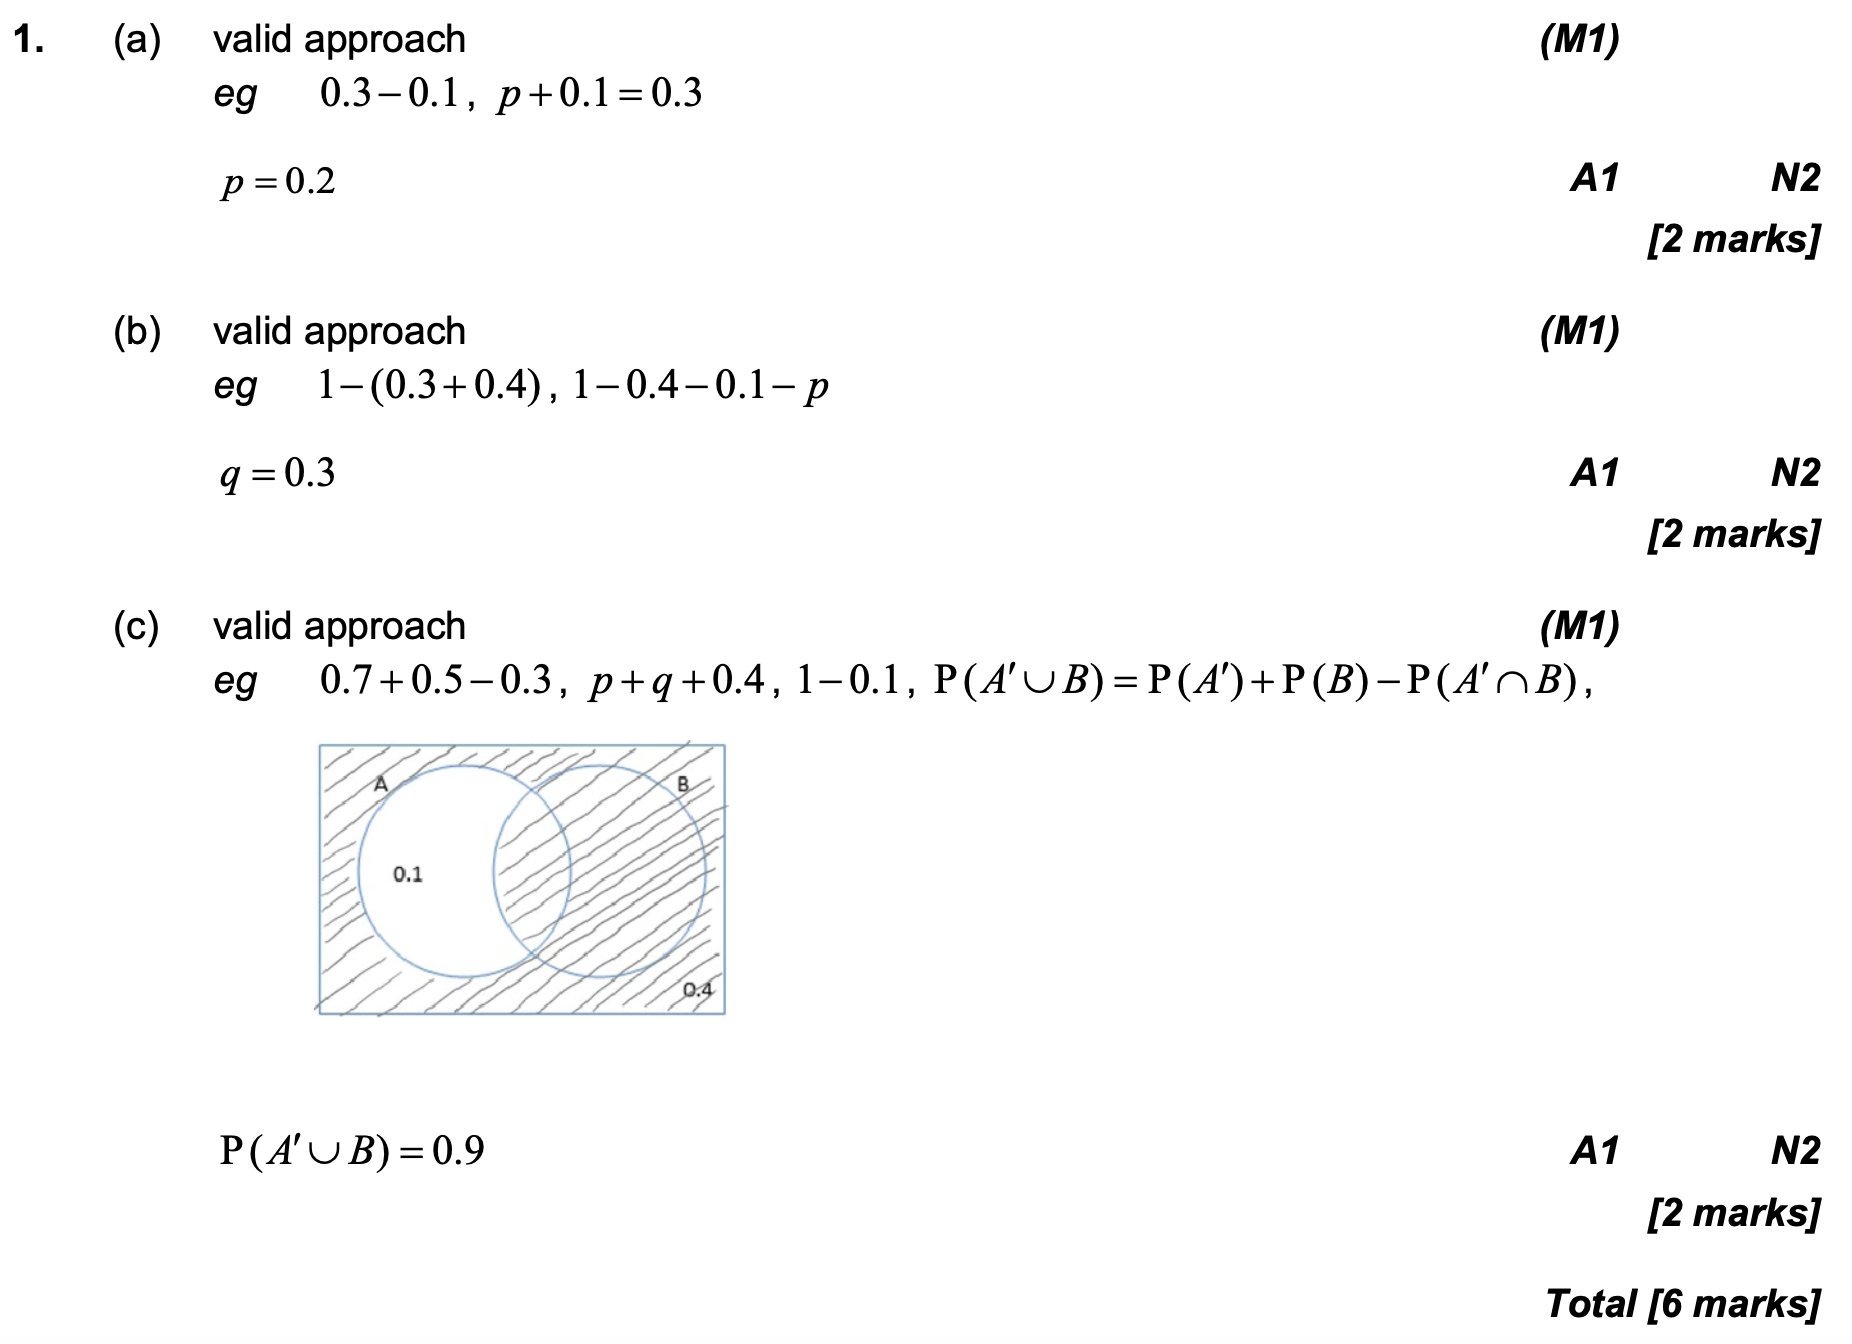 1. (a) valid approach (M1)
eg 0.3−0.1, p+0.1=0.3
p=0.2 A1 N2
[2 marks]
(b) valid approach (M1)
eg 1−(0.3+0.4), 1−0.4−0.1−p
q=0.3 A1 N2
[2 marks]
(c) valid approach (M1)
eg 0.7+0.5−0.3, p+q+0.4, 1−0.1, P(A′∪B)=P(A′)+P(B)−P(A′∩B),
A B
0.1
0.4
P(A′∪B)=0.9 A1 N2
[2 marks]
Total [6 marks]